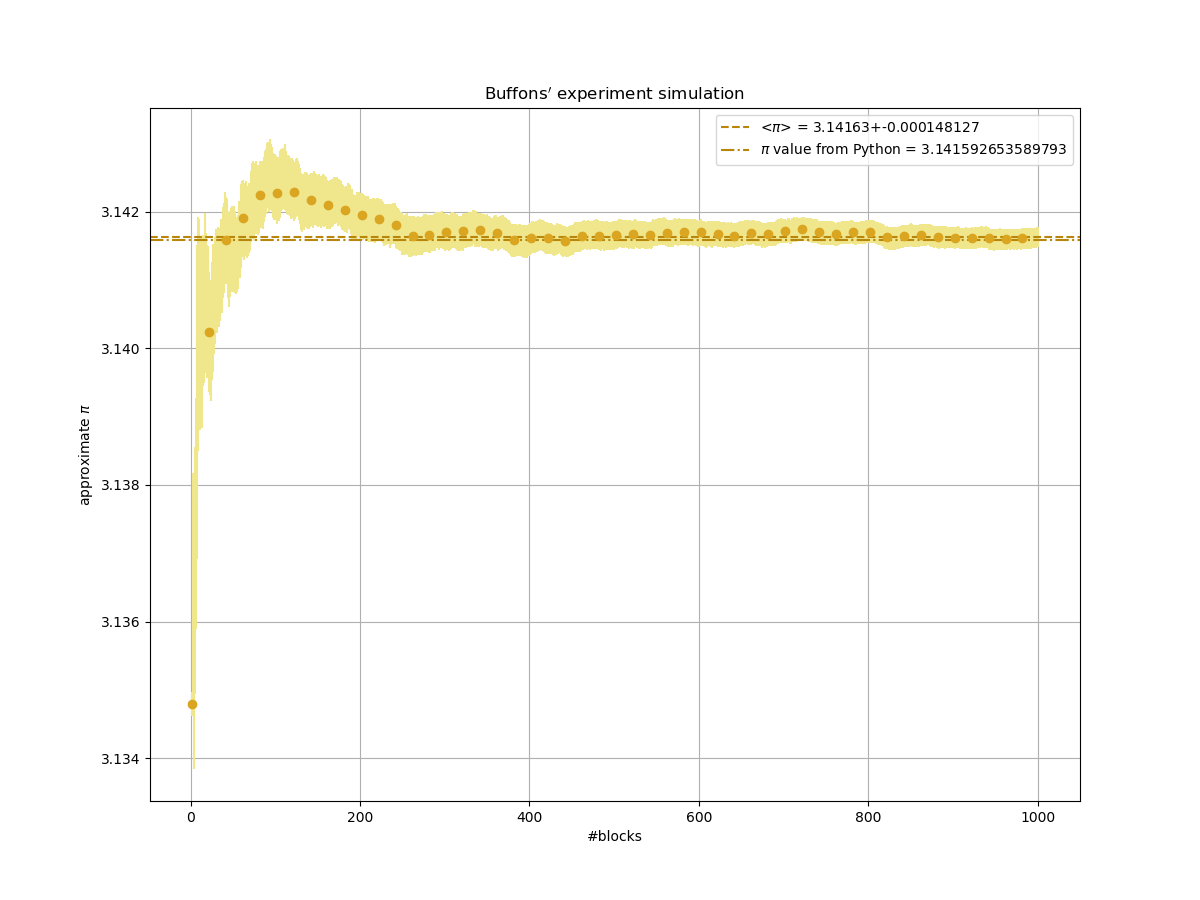 Buffons′ experiment simulation
<π> = 3.14163+-0.000148127
π value from Python = 3.141592653589793
3.142
3.140
3.138
3.136
3.134
approximate π
0 200 400 600 800 1000
#blocks